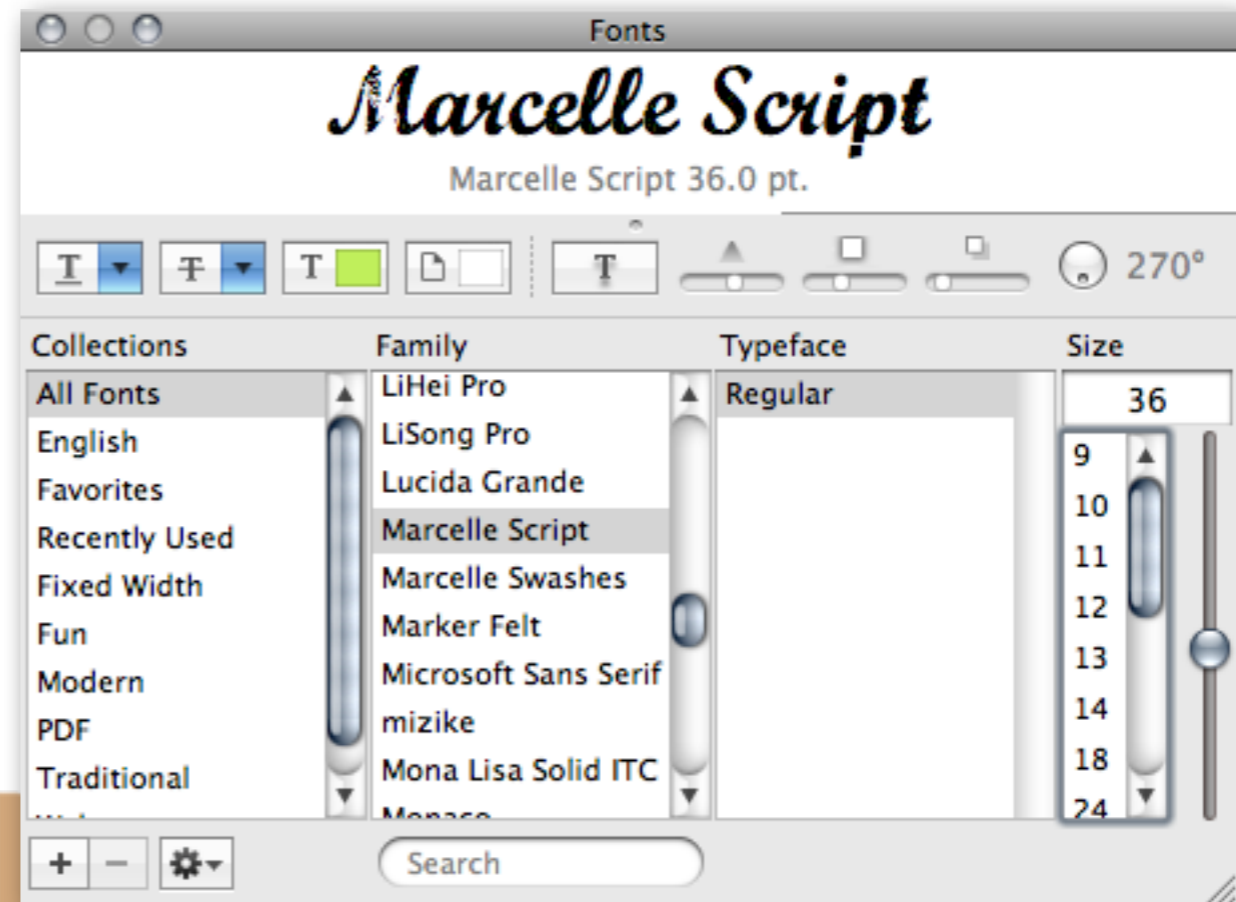 Fonts
Marcelle Script
Marcelle Script 36.0 pt.
T T T T 270°
Collections Family Typeface Size
All Fonts
English
Favorites
Recently Used
Fixed Width
Fun
Modern
PDF
Traditional
LiHei Pro
LiSong Pro
Lucida Grande
Marcelle Script
Marcelle Swashes
Marker Felt
Microsoft Sans Serif
mizike
Mona Lisa Solid ITC
Monaco
Regular
36
9
10
11
12
13
14
18
24
Search